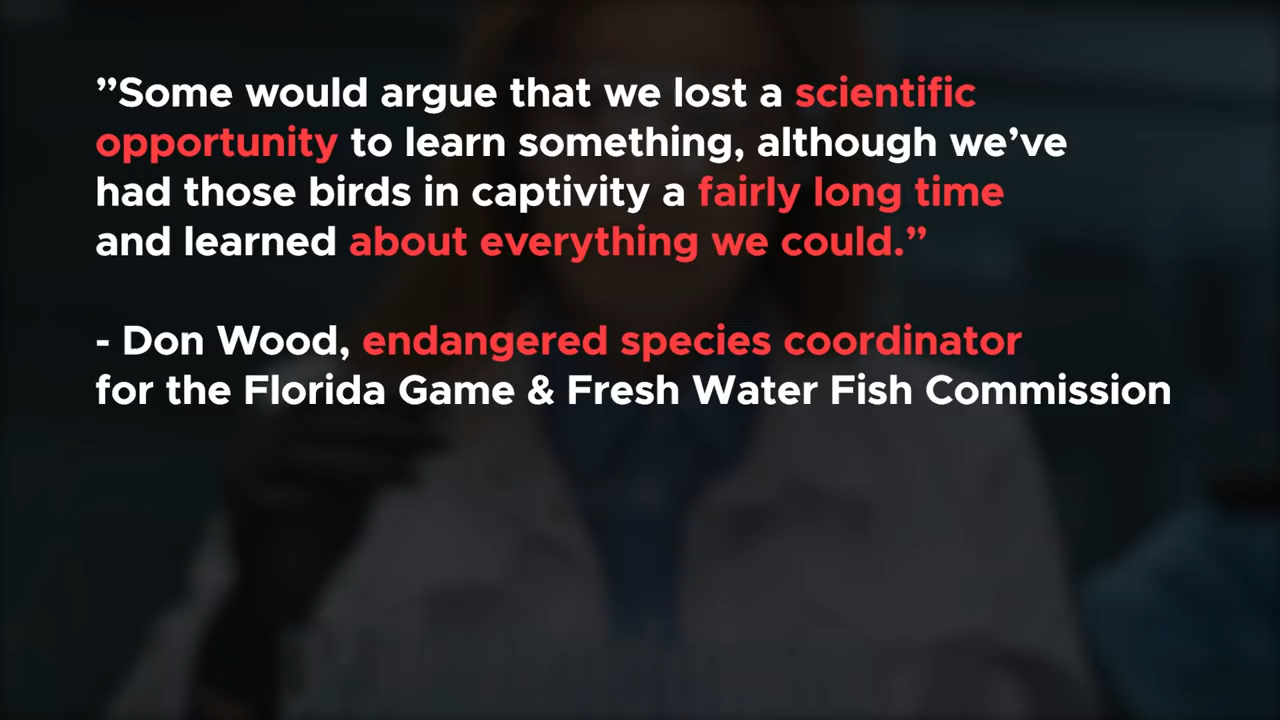 ”Some would argue that we lost a scientific
opportunity to learn something, although we’ve
had those birds in captivity a fairly long time
and learned about everything we could.”
- Don Wood, endangered species coordinator
for the Florida Game & Fresh Water Fish Commission